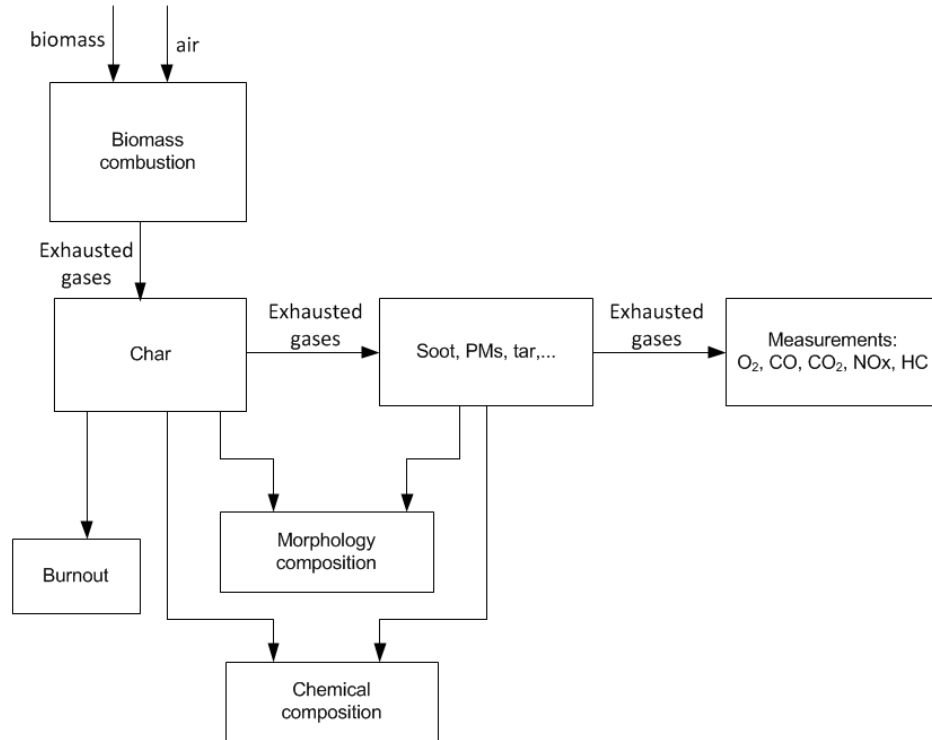 biomass
air
Biomass
combustion
Exhausted
gases
Char
Exhausted
gases
Soot, PMs, tar,...
Exhausted
gases
Measurements:
O₂, CO, CO₂, NOx, HC
Morphology
composition
Burnout
Chemical
composition